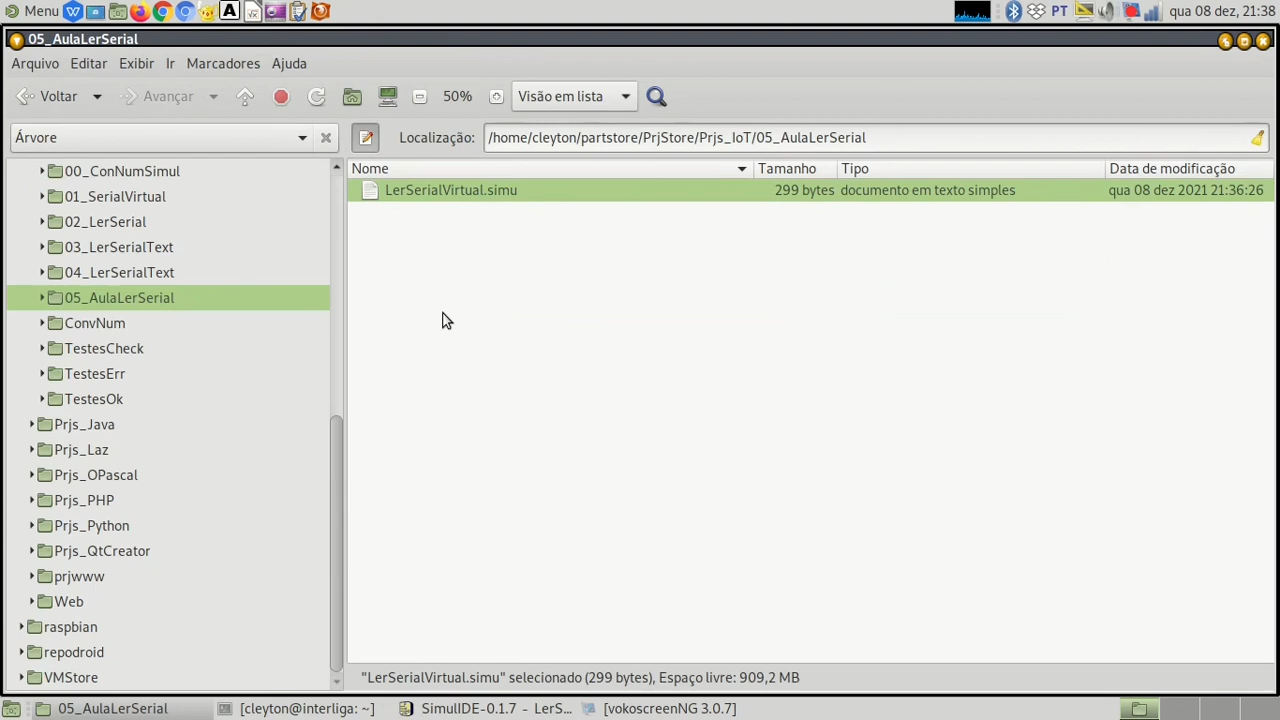 Menu
PT
qua 08 dez, 21:38
05_AulaLerSerial
Arquivo Editar Exibir Ir Marcadores Ajuda
Voltar Avançar 50% Visão em lista
Árvore
Localização: /home/cleyton/partstore/PrjStore/Prjs_IoT/05_AulaLerSerial
Nome Tamanho Tipo Data de modificação
LerSerialVirtual.simu 299 bytes documento em texto simples qua 08 dez 2021 21:36:26
00_ConNumSimul
01_SerialVirtual
02_LerSerial
03_LerSerialText
04_LerSerialText
05_AulaLerSerial
ConvNum
TestesCheck
TestesErr
TestesOk
Prjs_Java
Prjs_Laz
Prjs_OPascal
Prjs_PHP
Prjs_Python
Prjs_QtCreator
prjwww
Web
raspbian
repodroid
VMStore
"LerSerialVirtual.simu" selecionado (299 bytes), Espaço livre: 909,2 MB
05_AulaLerSerial
[cleyton@interliga: ~]
SimulIDE-0.1.7 - LerS...
[vokoscreenNG 3.0.7]